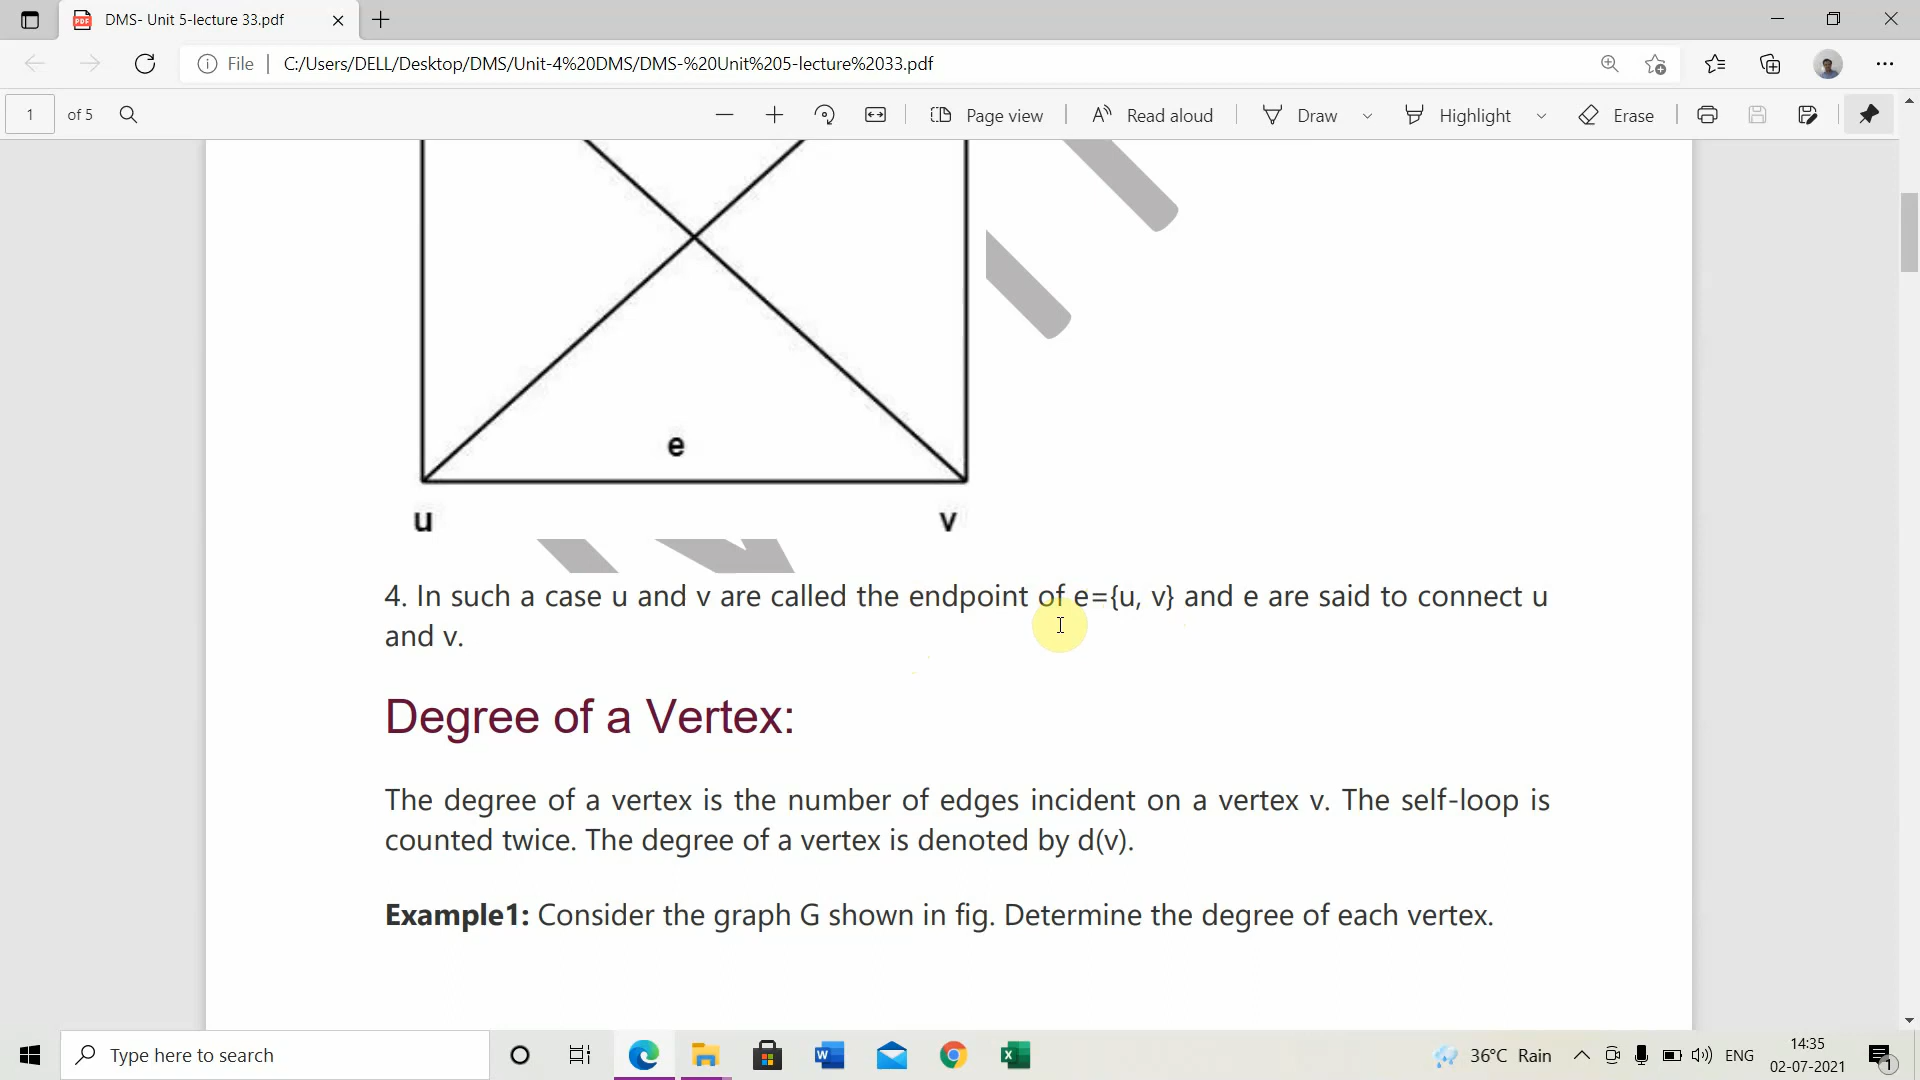 DMS- Unit 5-lecture 33.pdf
File
C:/Users/DELL/Desktop/DMS/Unit-4%20DMS/DMS-%20Unit%205-lecture%2033.pdf
1 of 5
Page view
Read aloud
Draw
Highlight
Erase
e
u v
4. In such a case u and v are called the endpoint of e={u, v} and e are said to connect u
and v.
Degree of a Vertex:
The degree of a vertex is the number of edges incident on a vertex v. The self-loop is
counted twice. The degree of a vertex is denoted by d(v).
Example1: Consider the graph G shown in fig. Determine the degree of each vertex.
Type here to search
36°C Rain
ENG
14:35
02-07-2021
1